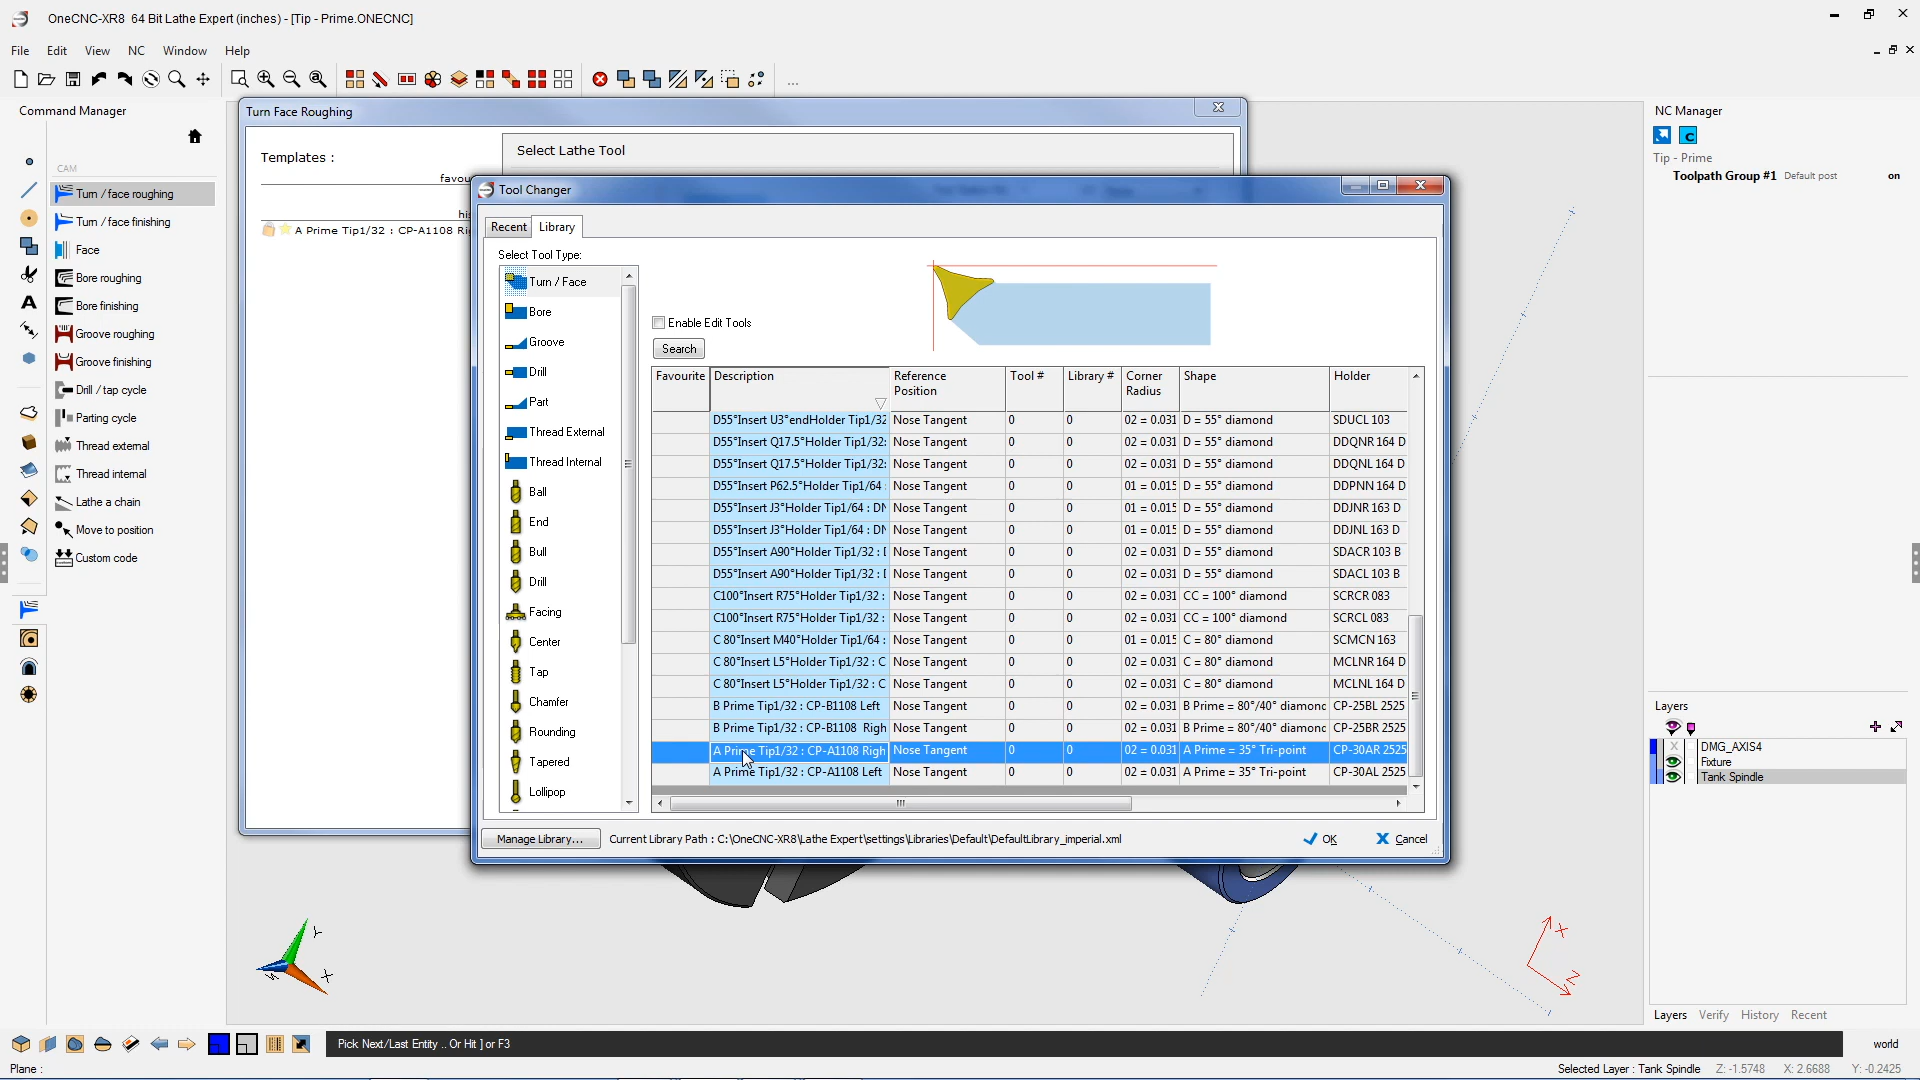 OneCNC-XR8 64 Bit Lathe Expert (inches) - [Tip - Prime.ONECNC]
File Edit View NC Window Help
...
Command Manager
CAM
Turn / face roughing
Turn / face finishing
Face
Bore roughing
Bore finishing
Groove roughing
Groove finishing
Drill / tap cycle
Parting cycle
Thread external
Thread internal
Lathe a chain
Move to position
Custom code
Turn Face Roughing
Templates :
favou
his
A Prime Tip1/32 : CP-A1108 Ri
Select Lathe Tool
Tool Changer
Recent Library
Select Tool Type:
Turn / Face
Bore
Groove
Drill
Part
Thread External
Thread Internal
Ball
End
Bull
Drill
Facing
Center
Tap
Chamfer
Rounding
Tapered
Lollipop
Enable Edit Tools
Search
Favourite Description Reference Position Tool # Library # Corner Radius Shape Holder
D55°Insert U3°endHolder Tip1/32 Nose Tangent 0 0 02 = 0.031 D = 55° diamond SDUCL 103
D55°Insert Q17.5°Holder Tip1/32: Nose Tangent 0 0 02 = 0.031 D = 55° diamond DDQNR 164 D
D55°Insert Q17.5°Holder Tip1/32: Nose Tangent 0 0 02 = 0.031 D = 55° diamond DDQNL 164 D
D55°Insert P62.5°Holder Tip1/64 : Nose Tangent 0 0 01 = 0.015 D = 55° diamond DDPNN 164 D
D55°Insert J3°Holder Tip1/64 : DN Nose Tangent 0 0 01 = 0.015 D = 55° diamond DDJNR 163 D
D55°Insert J3°Holder Tip1/64 : DN Nose Tangent 0 0 01 = 0.015 D = 55° diamond DDJNL 163 D
D55°Insert A90°Holder Tip1/32 : Nose Tangent 0 0 02 = 0.031 D = 55° diamond SDACR 103 B
D55°Insert A90°Holder Tip1/32 : Nose Tangent 0 0 02 = 0.031 D = 55° diamond SDACL 103 B
C100°Insert R75°Holder Tip1/32 : Nose Tangent 0 0 02 = 0.031 CC = 100° diamond SCRCR 083
C100°Insert R75°Holder Tip1/32 : Nose Tangent 0 0 02 = 0.031 CC = 100° diamond SCRCL 083
C 80°Insert M40°Holder Tip1/64 : Nose Tangent 0 0 01 = 0.015 C = 80° diamond SCMCN 163
C 80°Insert L5°Holder Tip1/32 : C Nose Tangent 0 0 02 = 0.031 C = 80° diamond MCLNR 164 D
C 80°Insert L5°Holder Tip1/32 : C Nose Tangent 0 0 02 = 0.031 C = 80° diamond MCLNL 164 D
B Prime Tip1/32 : CP-B1108 Left Nose Tangent 0 0 02 = 0.031 B Prime = 80°/40° diamond CP-25BL 2525
B Prime Tip1/32 : CP-B1108 Righ Nose Tangent 0 0 02 = 0.031 B Prime = 80°/40° diamond CP-25BR 2525
A Prime Tip1/32 : CP-A1108 Righ Nose Tangent 0 0 02 = 0.031 A Prime = 35° Tri-point CP-30AR 2525
A Prime Tip1/32 : CP-A1108 Left Nose Tangent 0 0 02 = 0.031 A Prime = 35° Tri-point CP-30AL 2525
Manage Library... Current Library Path : C:\OneCNC-XR8\Lathe Expert\settings\Libraries\Default\DefaultLibrary_imperial.xml OK Cancel
NC Manager
Tip - Prime
Toolpath Group #1 Default post on
Layers
X DMG_AXIS4
Fixture
Tank Spindle
Layers Verify History Recent
Y
X
X
Z
Pick Next/Last Entity .. Or Hit ] or F3 world
Plane : Selected Layer : Tank Spindle Z: -1.5748 X: 2.6688 Y: -0.2425